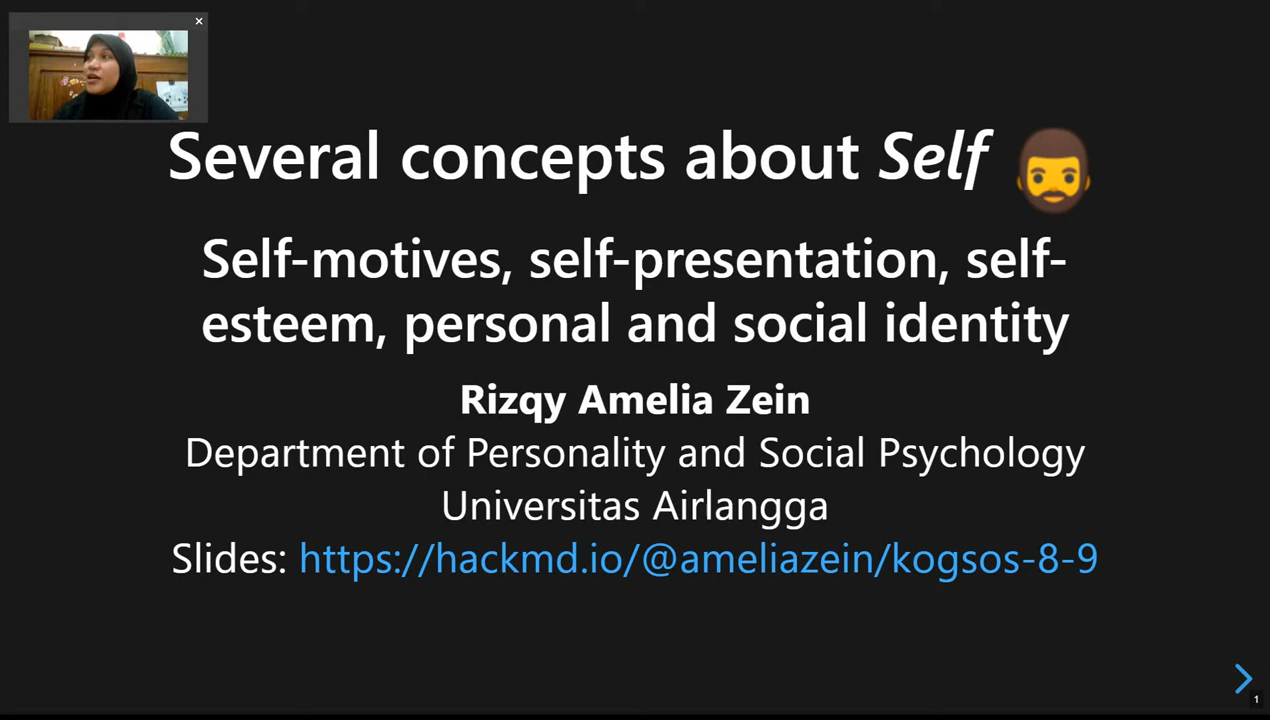 Several concepts about Self
Self-motives, self-presentation, self-
esteem, personal and social identity
Rizqy Amelia Zein
Department of Personality and Social Psychology
Universitas Airlangga
Slides: https://hackmd.io/@ameliazein/kogsos-8-9
1